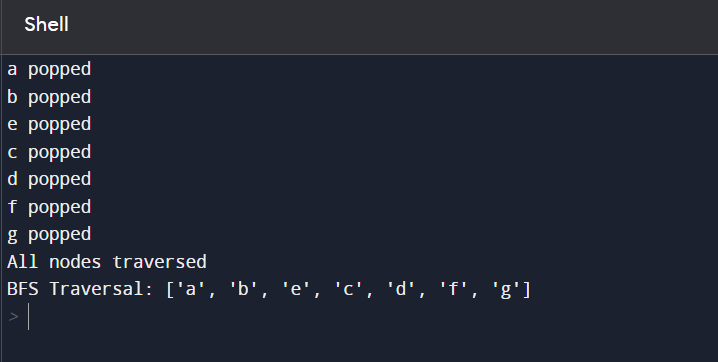 Shell
a popped
b popped
e popped
c popped
d popped
f popped
g popped
All nodes traversed
BFS Traversal: ['a', 'b', 'e', 'c', 'd', 'f', 'g']
>